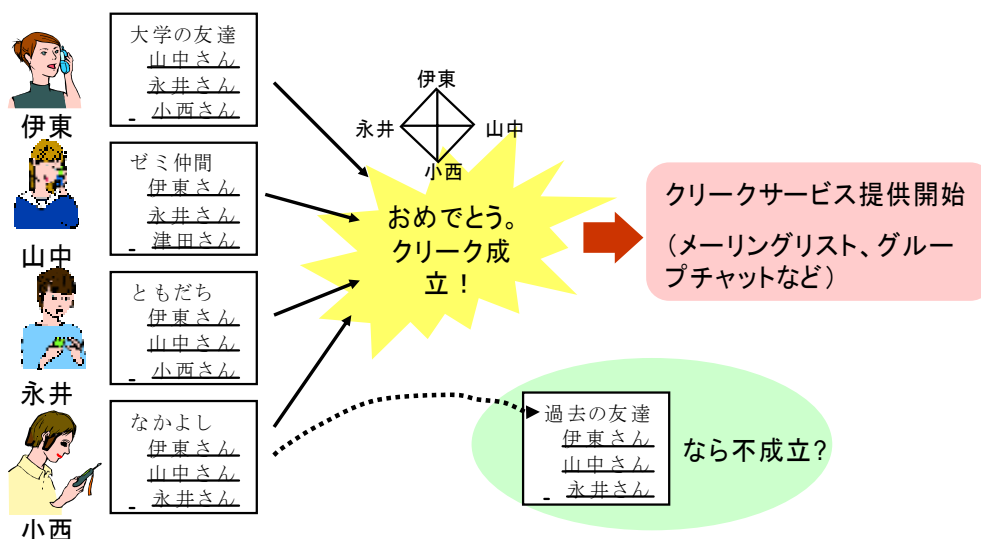 大学の友達
山中さん
永井さん
小西さん
伊東
ゼミ仲間
伊東さん
永井さん
津田さん
山中
ともだち
伊東さん
山中さん
小西さん
永井
なかよし
伊東さん
山中さん
永井さん
小西
伊東
永井
山中
小西
おめでとう。
クリーク成
立！
クリークサービス提供開始
（メーリングリスト、グルー
プチャットなど）
過去の友達
伊東さん
山中さん
永井さん
なら不成立？